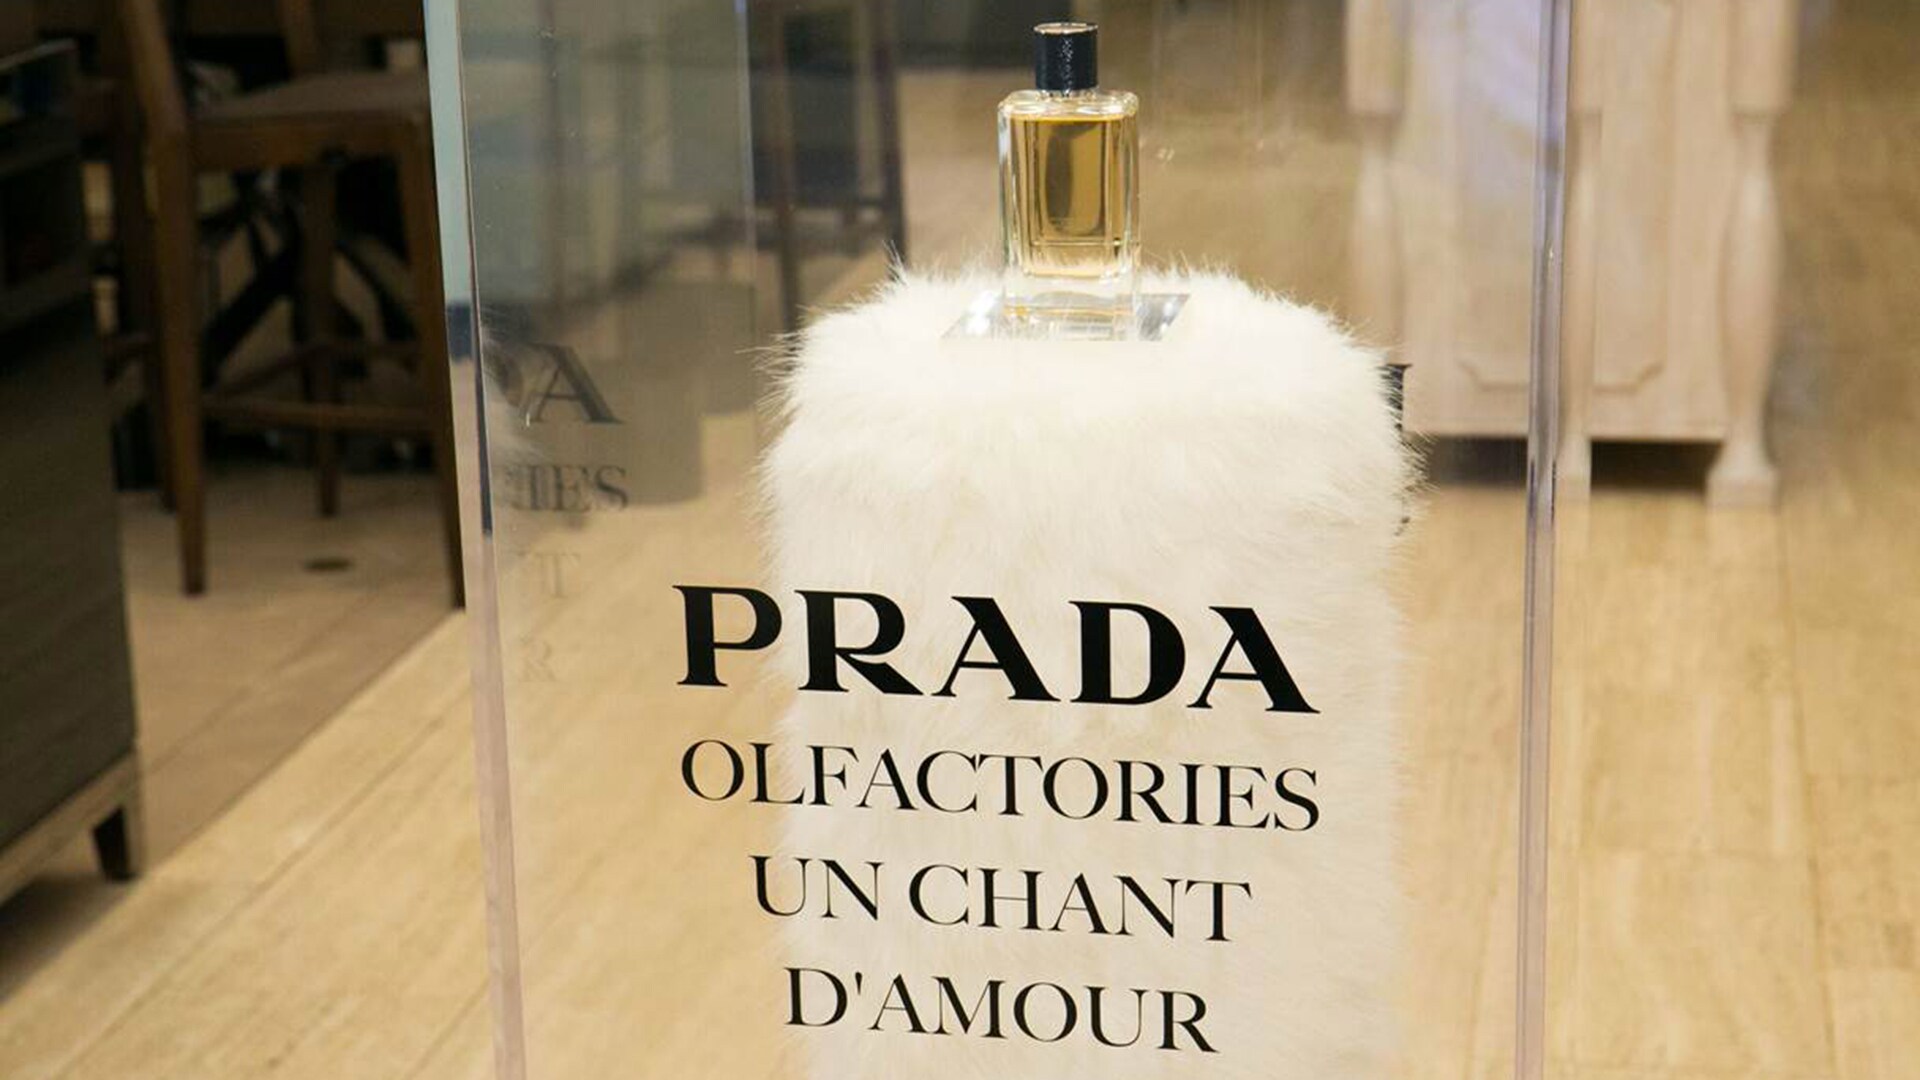 PRADA
OLFACTORIES
UN CHANT
D'AMOUR